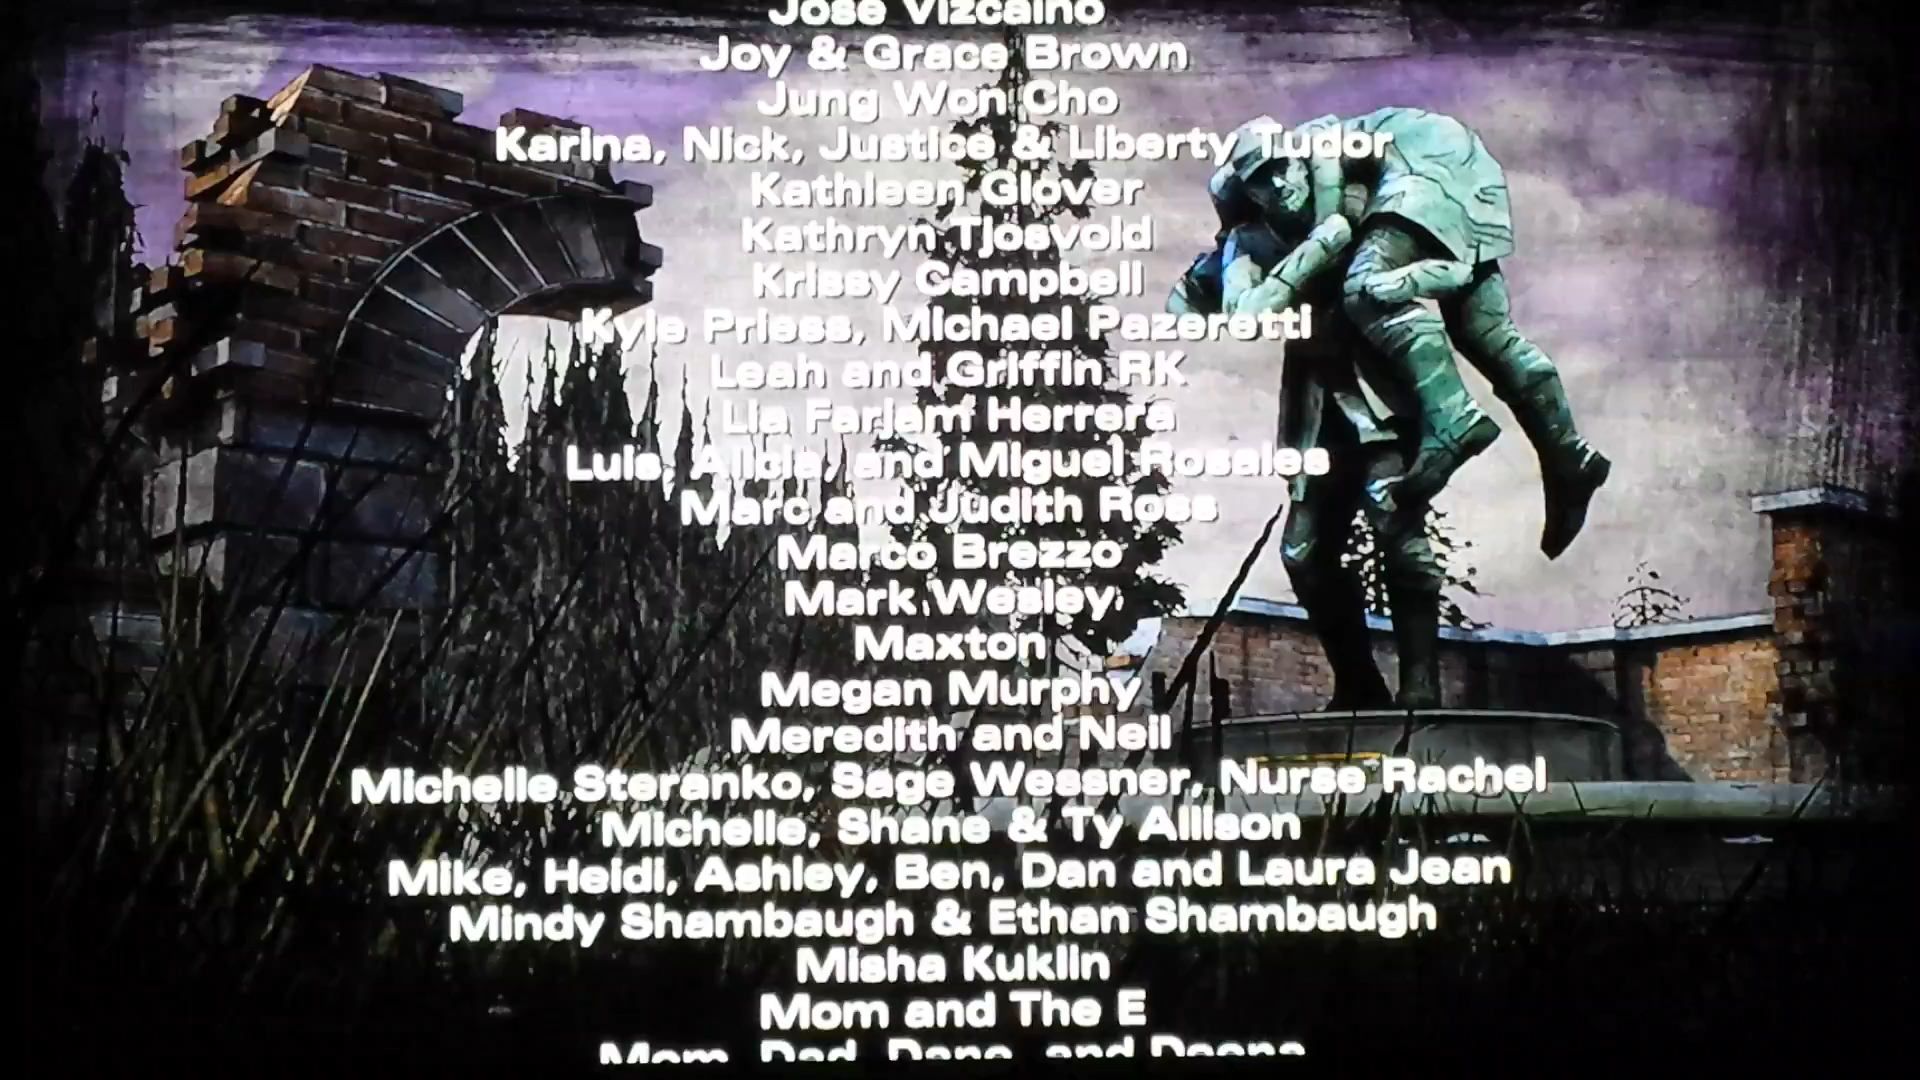 Jose Vizcaino
Joy & Grace Brown
Jung Won Cho
Karina, Nick, Justice & Liberty Tudor
Kathleen Glover
Kathryn Tjosvold
Krissy Campbell
Kyle Priess, Michael Pazeretti
Leah and Griffin RK
Lia Farjam Herrera
Luis, Alicia, and Miguel Rosales
Marc and Judith Ross
Marco Brezzo
Mark Wesley
Maxton
Megan Murphy
Meredith and Neil
Michelle Steranko, Sage Wessner, Nurse Rachel
Michelle, Shane & Ty Allison
Mike, Heidi, Ashley, Ben, Dan and Laura Jean
Mindy Shambaugh & Ethan Shambaugh
Misha Kuklin
Mom and The E
Mom, Dad, and